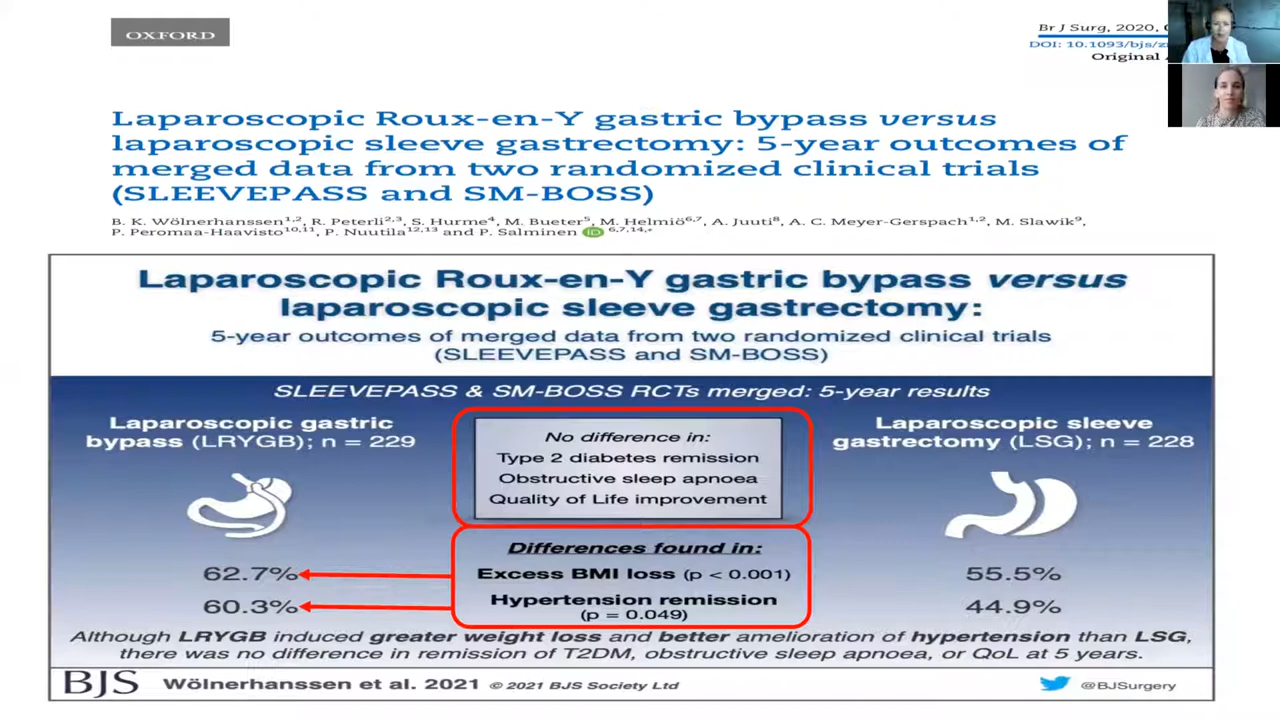 OXFORD
Br J Surg, 2020,
DOI: 10.1093/bjs/
Original
Laparoscopic Roux-en-Y gastric bypass versus
laparoscopic sleeve gastrectomy: 5-year outcomes of
merged data from two randomized clinical trials
(SLEEVEPASS and SM-BOSS)
B. K. Wölnerhanssen1,2, R. Peterli2,3, S. Hurme4, M. Bueter5, M. Helmiö6,7, A. Juuti8, A. C. Meyer-Gerspach1,2, M. Slawik9,
P. Peromaa-Haavisto10,11, P. Nuutila12,13 and P. Salminen iD 6,7,14,*
Laparoscopic Roux-en-Y gastric bypass versus
laparoscopic sleeve gastrectomy:
5-year outcomes of merged data from two randomized clinical trials
(SLEEVEPASS and SM-BOSS)
SLEEVEPASS & SM-BOSS RCTs merged: 5-year results
Laparoscopic gastric
bypass (LRYGB); n = 229
No difference in:
Type 2 diabetes remission
Obstructive sleep apnoea
Quality of Life improvement
Laparoscopic sleeve
gastrectomy (LSG); n = 228
Differences found in:
62.7% Excess BMI loss (p < 0.001) 55.5%
60.3% Hypertension remission 44.9%
(p = 0.049)
Although LRYGB induced greater weight loss and better amelioration of hypertension than LSG,
there was no difference in remission of T2DM, obstructive sleep apnoea, or QoL at 5 years.
BJS Wölnerhanssen et al. 2021 © 2021 BJS Society Ltd @BJSurgery